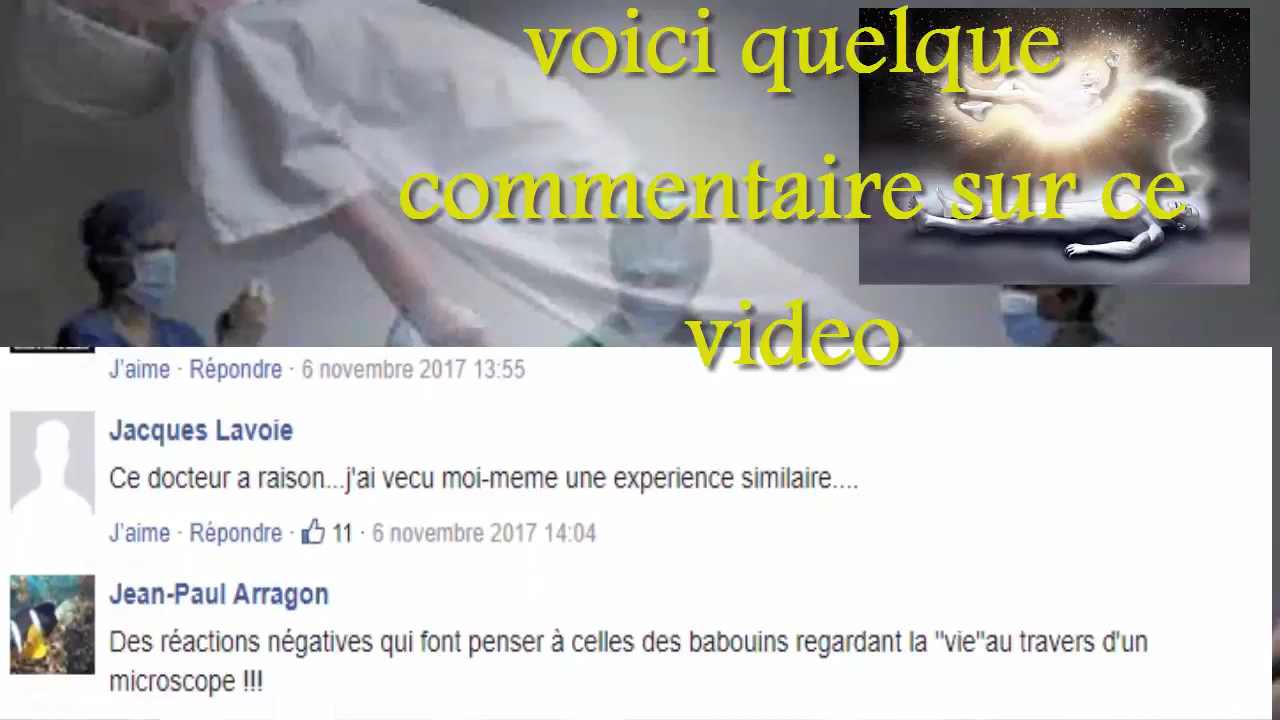 voici quelque
commentaire sur ce
video
J'aime · Répondre · 6 novembre 2017 13:55
Jacques Lavoie
Ce docteur a raison...j'ai vecu moi-meme une experience similaire....
J'aime · Répondre · 11 · 6 novembre 2017 14:04
Jean-Paul Arragon
Des réactions négatives qui font penser à celles des babouins regardant la "vie"au travers d'un
microscope !!!